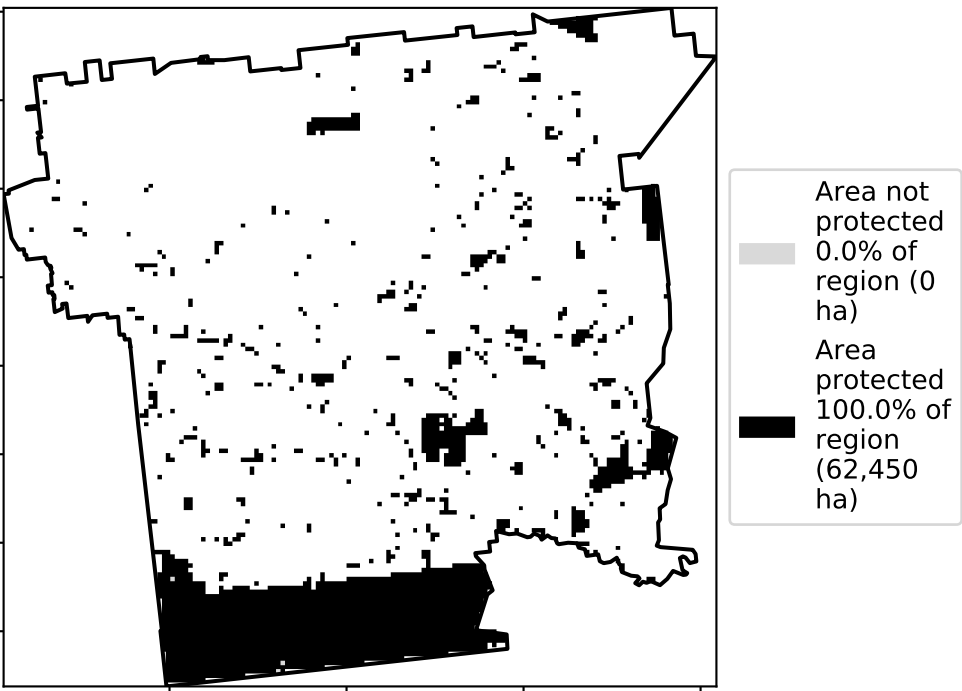 Area not
protected
0.0% of
region (0
ha)
Area
protected
100.0% of
region
(62,450
ha)